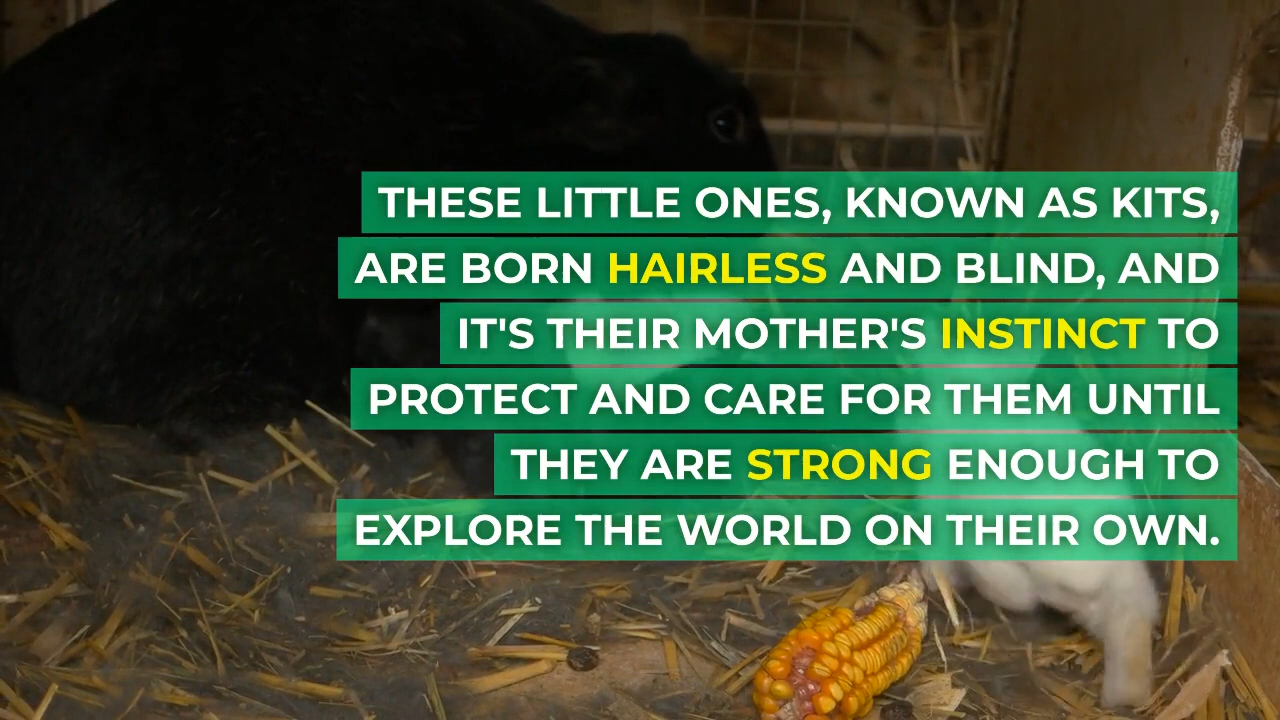 THESE LITTLE ONES, KNOWN AS KITS,
ARE BORN HAIRLESS AND BLIND, AND
IT'S THEIR MOTHER'S INSTINCT TO
PROTECT AND CARE FOR THEM UNTIL
THEY ARE STRONG ENOUGH TO
EXPLORE THE WORLD ON THEIR OWN.